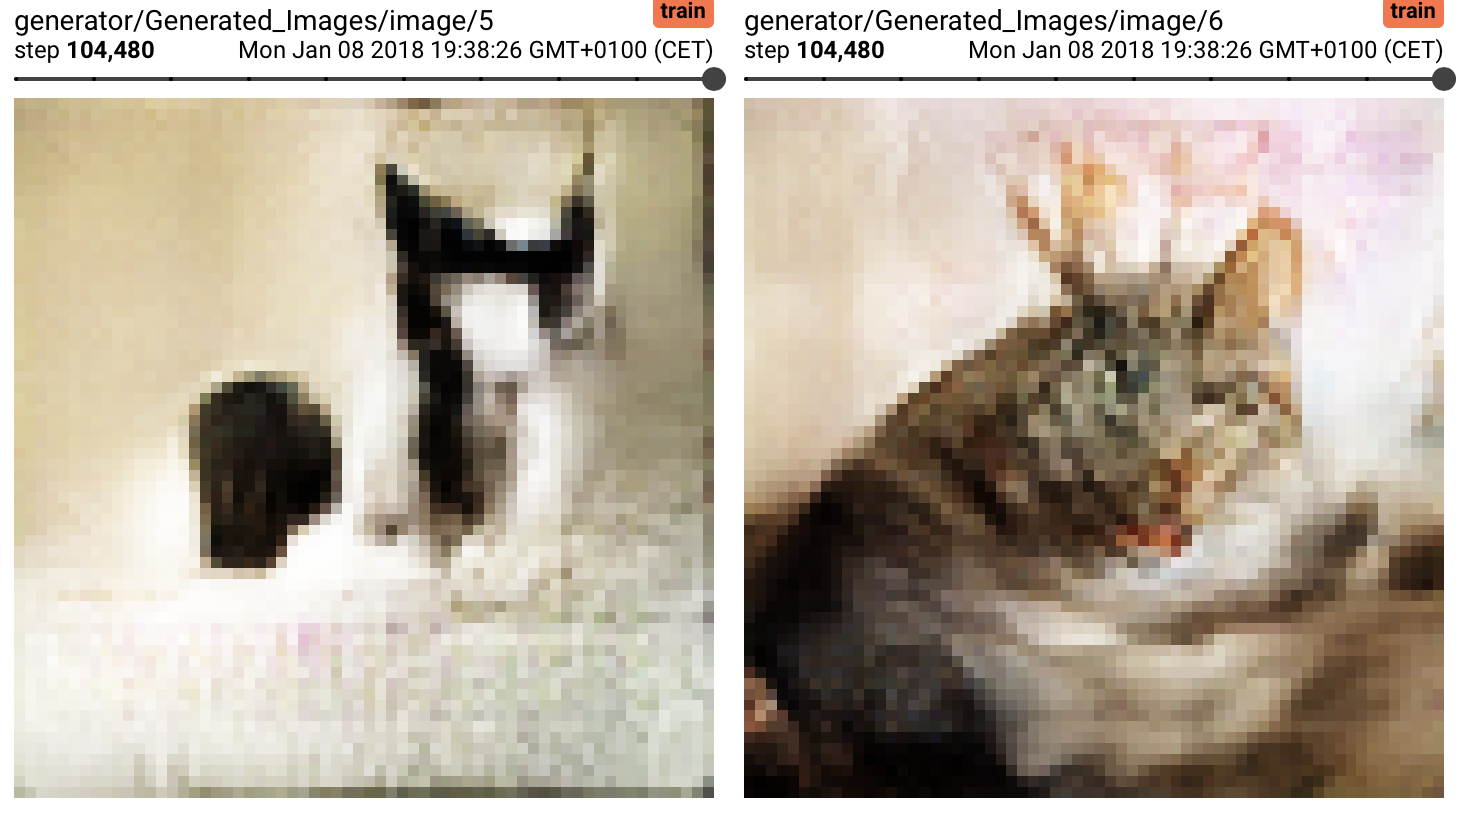 generator/Generated_Images/image/5 train
step 104,480 Mon Jan 08 2018 19:38:26 GMT+0100 (CET)
generator/Generated_Images/image/6 train
step 104,480 Mon Jan 08 2018 19:38:26 GMT+0100 (CET)